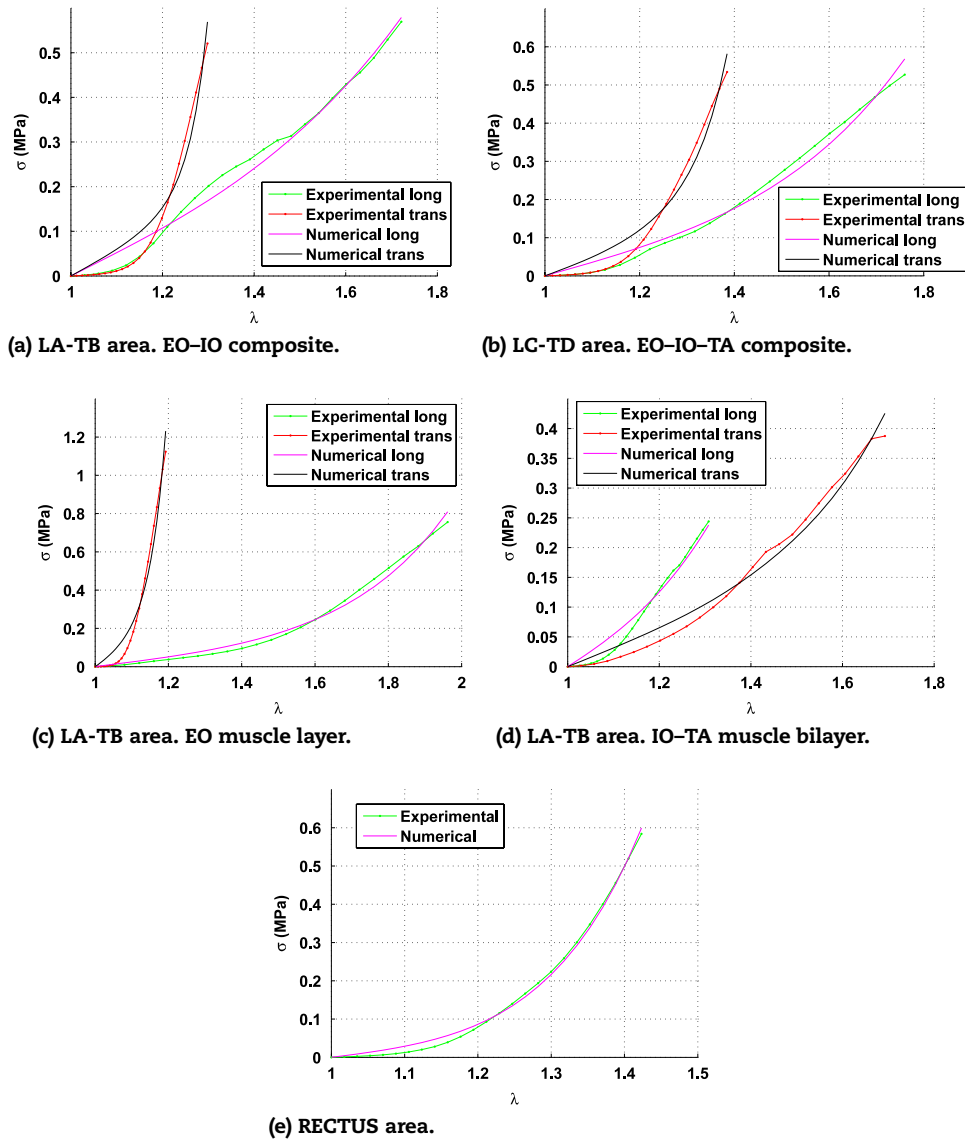 σ (MPa)
0.5
0.4
0.3
0.2
0.1
0
1
1.2
1.4
1.6
1.8
λ
Experimental long
Experimental trans
Numerical long
Numerical trans
(a) LA-TB area. EO–IO composite.
σ (MPa)
0.6
0.5
0.4
0.3
0.2
0.1
0
1
1.2
1.4
1.6
1.8
λ
Experimental long
Experimental trans
Numerical long
Numerical trans
(b) LC-TD area. EO–IO–TA composite.
σ (MPa)
1.2
1
0.8
0.6
0.4
0.2
0
1
1.2
1.4
1.6
1.8
2
λ
Experimental long
Experimental trans
Numerical long
Numerical trans
(c) LA-TB area. EO muscle layer.
σ (MPa)
0.4
0.35
0.3
0.25
0.2
0.15
0.1
0.05
0
1
1.2
1.4
1.6
1.8
λ
Experimental long
Experimental trans
Numerical long
Numerical trans
(d) LA-TB area. IO–TA muscle bilayer.
σ (MPa)
0.6
0.5
0.4
0.3
0.2
0.1
0
1
1.1
1.2
1.3
1.4
1.5
λ
Experimental
Numerical
(e) RECTUS area.